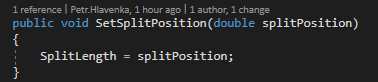 1 reference | Petr.Hlavenka, 1 hour ago | 1 author, 1 change
public void SetSplitPosition(double splitPosition)
{
    SplitLength = splitPosition;
}